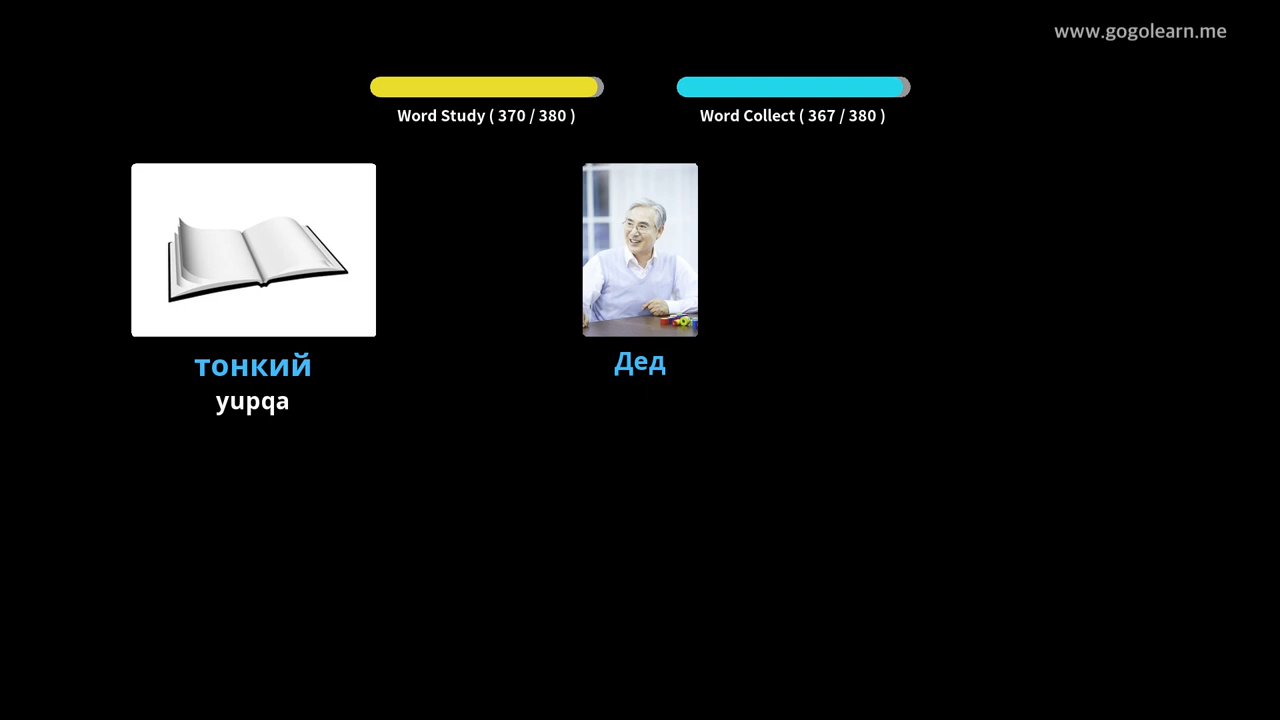 www.gogolearn.me
Word Study ( 370 / 380 )
Word Collect ( 367 / 380 )
тонкий
yupqa
Дед